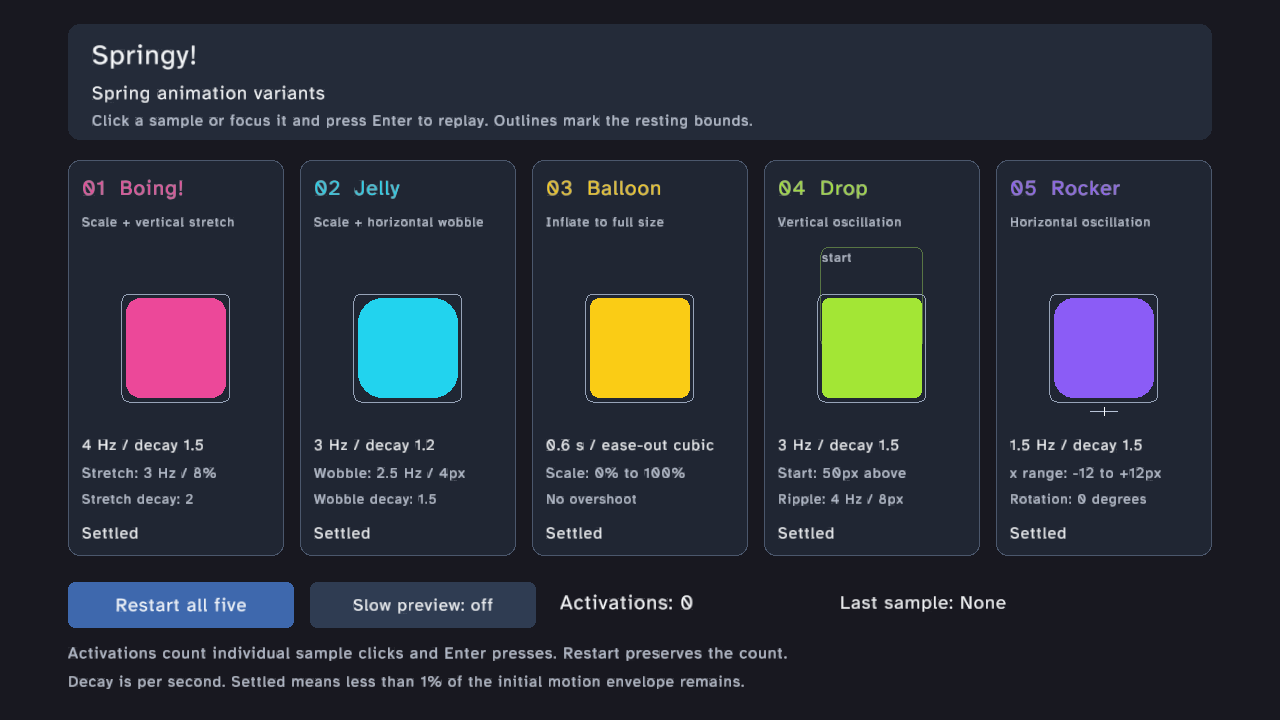 Springy!
Spring animation variants
Click a sample or focus it and press Enter to replay. Outlines mark the resting bounds.
01 Boing!
Scale + vertical stretch
4 Hz / decay 1.5
Stretch: 3 Hz / 8%
Stretch decay: 2
Settled
02 Jelly
Scale + horizontal wobble
3 Hz / decay 1.2
Wobble: 2.5 Hz / 4px
Wobble decay: 1.5
Settled
03 Balloon
Inflate to full size
0.6 s / ease-out cubic
Scale: 0% to 100%
No overshoot
Settled
04 Drop
Vertical oscillation
start
3 Hz / decay 1.5
Start: 50px above
Ripple: 4 Hz / 8px
Settled
05 Rocker
Horizontal oscillation
1.5 Hz / decay 1.5
x range: -12 to +12px
Rotation: 0 degrees
Settled
Restart all five
Slow preview: off
Activations: 0
Last sample: None
Activations count individual sample clicks and Enter presses. Restart preserves the count.
Decay is per second. Settled means less than 1% of the initial motion envelope remains.